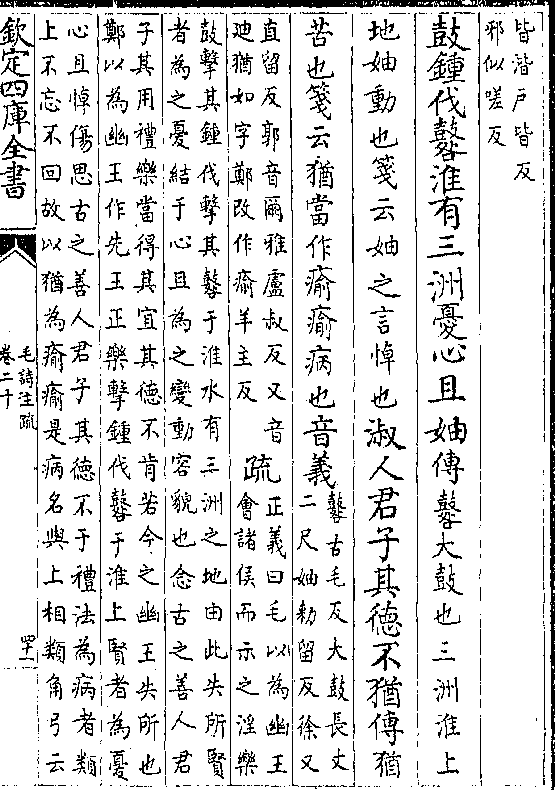 皆湝户皆反
邪似嗟反
鼓鍾伐鼛淮有三洲憂心且妯傳鼛大鼓也三洲淮上
地妯動也箋云妯之言悼也淑人君子其德不猶傳猶
苦也箋云猶當作瘉瘉病也音義
鼛古毛反大鼓長丈
二尺妯勑留反徐又
直留反郭音爾雅盧叔反又音
廸猶如字鄭改作瘉羊主反
疏
正義曰毛以為幽王
會諸侯而示之淫樂
鼓擊其鍾伐擊其鼛于淮水有三洲之地由此失所賢
者為之憂結于心且為之變動容貌也念古之善人君
子其用禮樂當得其宜其德不肯若今之幽王失所也
鄭以為幽王作先王正樂擊鍾伐鼛于淮上賢者為憂
心且悼傷思古之善人君子其德不于禮法為病者類
上不忘不回故以猶為瘉瘉是病名與上相類角弓云
欽定四庫全書
毛詩注疏
卷二十
四十一